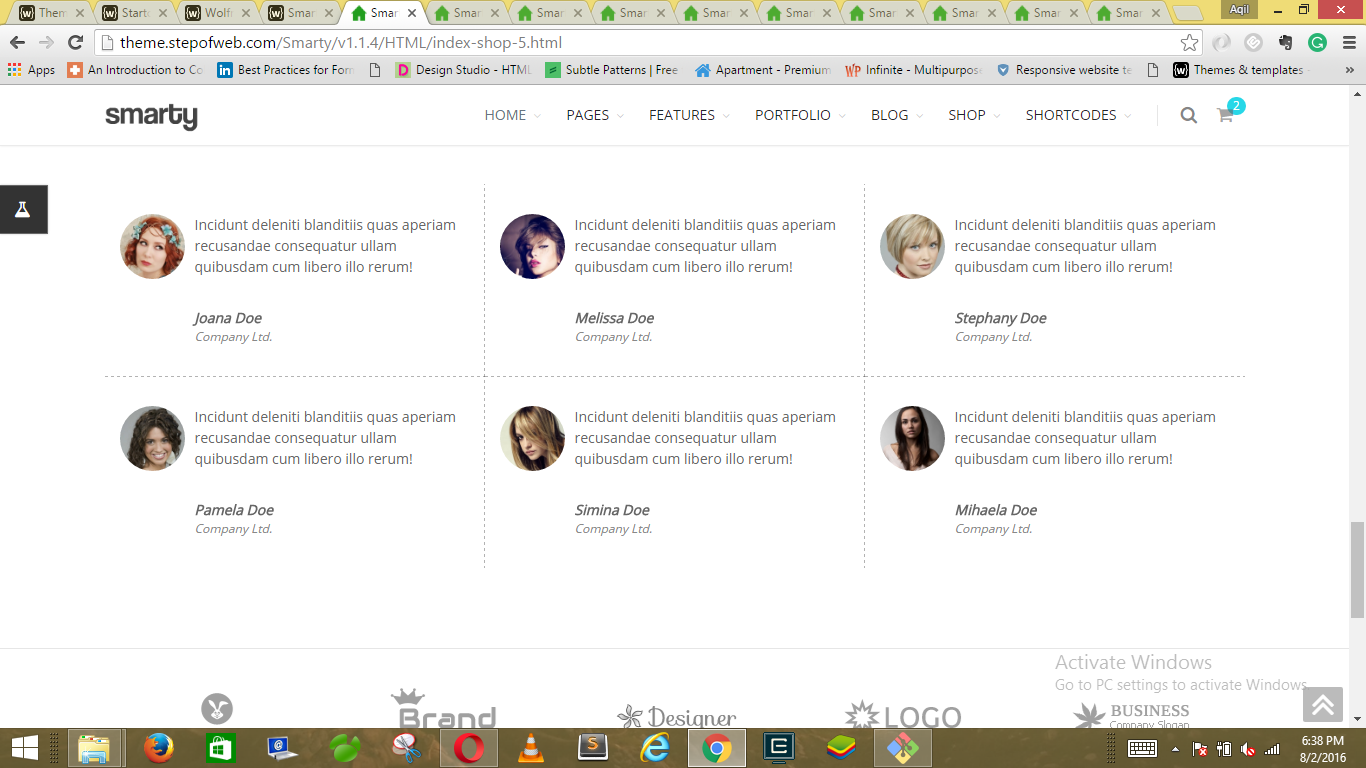 Them
Starte
Wolf
Smar
Smar
Smar
Smar
Smar
Smar
Smar
Smar
Smar
Smar
Smar
Aqil
theme.stepofweb.com/Smarty/v1.1.4/HTML/index-shop-5.html
Apps
An Introduction to Co
Best Practices for Form
Design Studio - HTML
Subtle Patterns | Free
Apartment - Premium
Infinite - Multipurpose
Responsive website te
Themes & templates
»
smarty
HOME PAGES FEATURES PORTFOLIO BLOG SHOP SHORTCODES
2
Incidunt deleniti blanditiis quas aperiam
recusandae consequatur ullam
quibusdam cum libero illo rerum!
Joana Doe
Company Ltd.
Incidunt deleniti blanditiis quas aperiam
recusandae consequatur ullam
quibusdam cum libero illo rerum!
Melissa Doe
Company Ltd.
Incidunt deleniti blanditiis quas aperiam
recusandae consequatur ullam
quibusdam cum libero illo rerum!
Stephany Doe
Company Ltd.
Incidunt deleniti blanditiis quas aperiam
recusandae consequatur ullam
quibusdam cum libero illo rerum!
Pamela Doe
Company Ltd.
Incidunt deleniti blanditiis quas aperiam
recusandae consequatur ullam
quibusdam cum libero illo rerum!
Simina Doe
Company Ltd.
Incidunt deleniti blanditiis quas aperiam
recusandae consequatur ullam
quibusdam cum libero illo rerum!
Mihaela Doe
Company Ltd.
Activate Windows
Go to PC settings to activate Windows.
Brand
Designer
LOGO
BUSINESS
Company Slogan
6:38 PM
8/2/2016